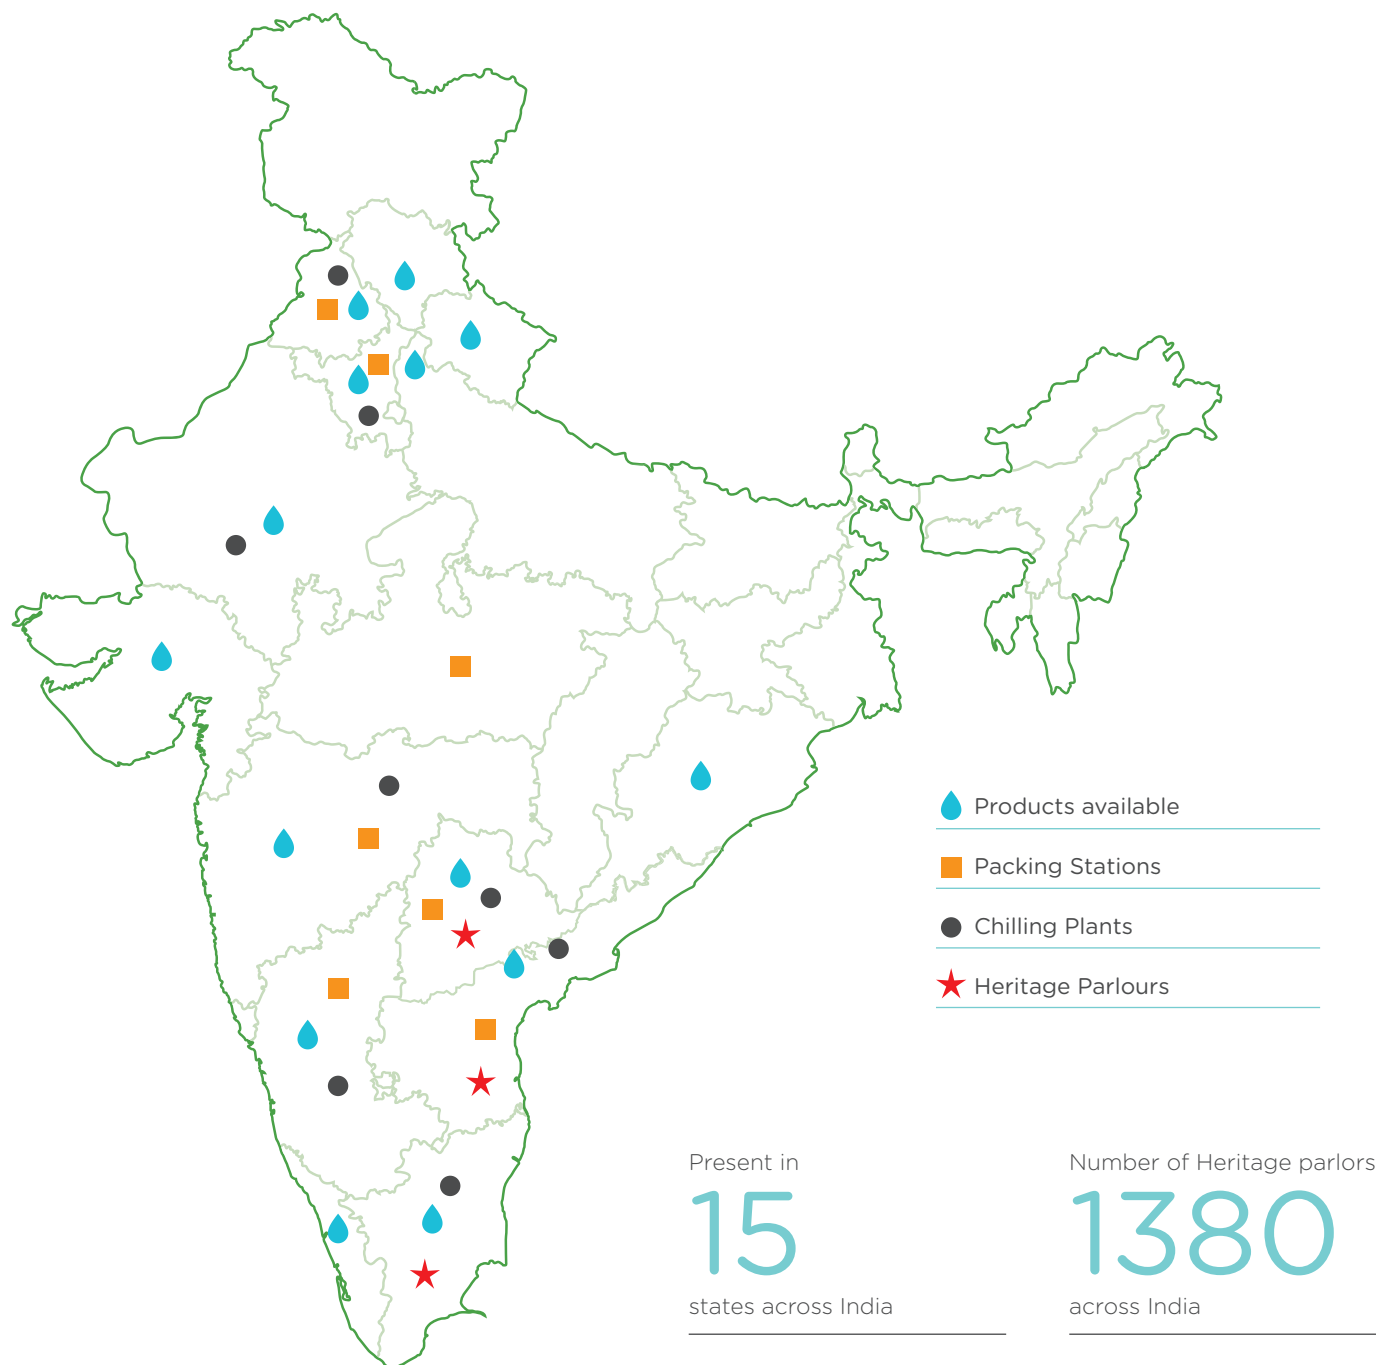 Products available
Packing Stations
Chilling Plants
Heritage Parlours
Present in
15
states across India
Number of Heritage parlors
1380
across India